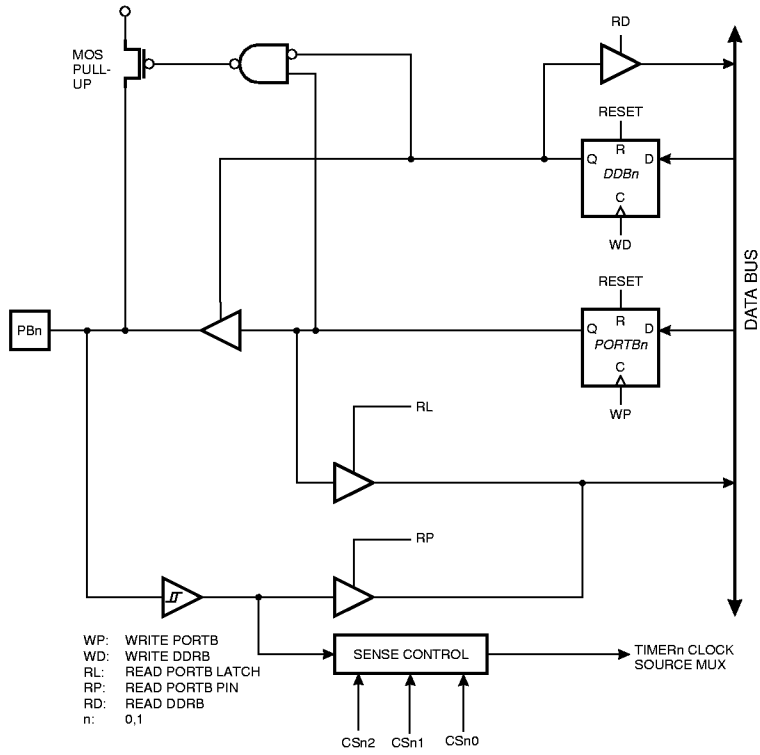 RD
MOS
PULL-
UP
RESET
R
Q
D
DDBn
C
WD
DATA BUS
RESET
R
PBn
Q
D
PORTBn
C
WP
RL
RP
WP: WRITE PORTB
WD: WRITE DDRB
RL: READ PORTB LATCH
RP: READ PORTB PIN
RD: READ DDRB
n: 0,1
SENSE CONTROL
TIMERn CLOCK
SOURCE MUX
CSn2
CSn1
CSn0